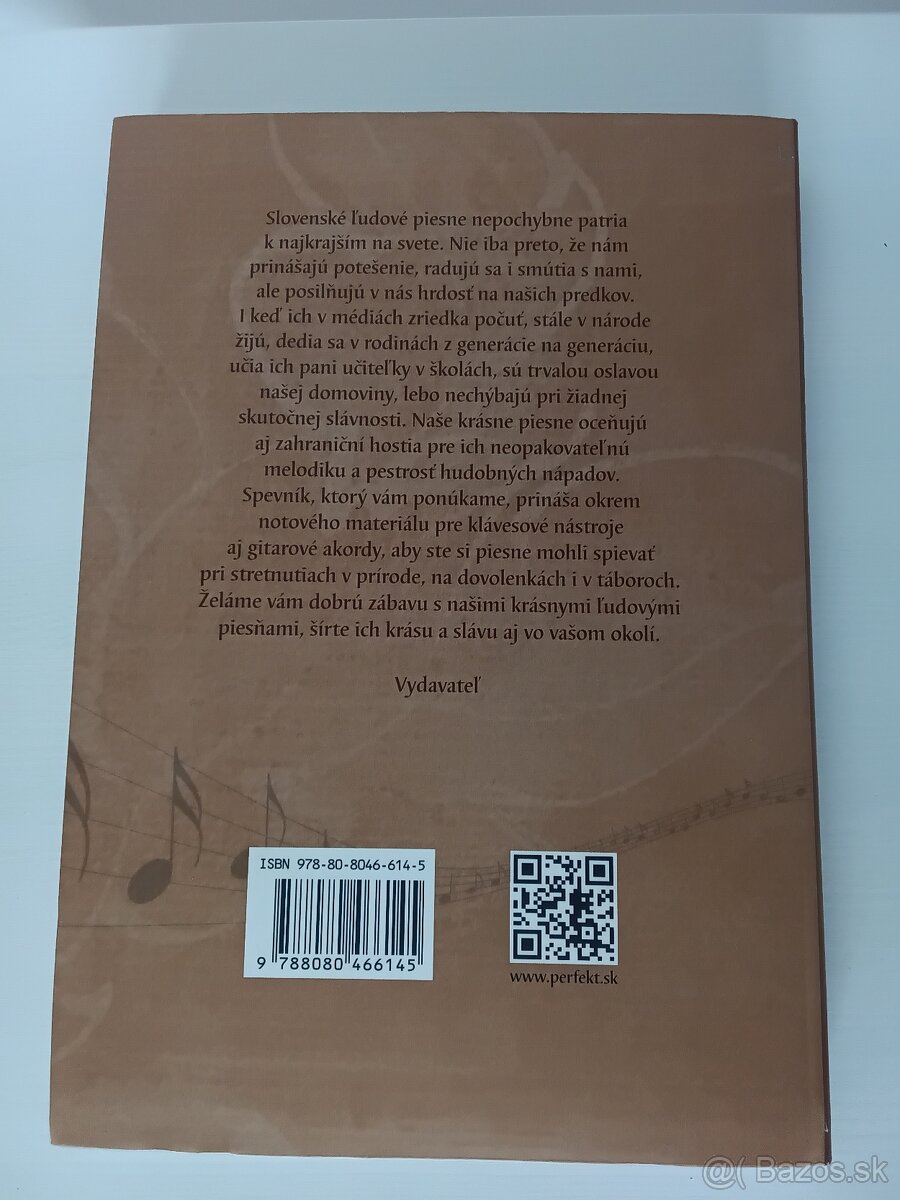 Slovenské ľudové piesne nepochybne patria
k najkrajším na svete. Nie iba preto, že nám
prinášajú potešenie, radujú sa i smútia s nami,
ale posilňujú v nás hrdosť na našich predkov.
I keď ich v médiách zriedka počuť, stále v národe
žijú, dedia sa v rodinách z generácie na generáciu,
učia ich pani učiteľky v školách, sú trvalou oslavou
našej domoviny, lebo nechýbajú pri žiadnej
skutočnej slávnosti. Naše krásne piesne oceňujú
aj zahraniční hostia pre ich neopakovateľnú
melodiku a pestrosť hudobných nápadov.
Spevník, ktorý vám ponúkame, prináša okrem
notového materiálu pre klávesové nástroje
aj gitarové akordy, aby ste si piesne mohli spievať
pri stretnutiach v prírode, na dovolenkách i v táboroch.
Želáme vám dobrú zábavu s našimi krásnymi ľudovými
piesňami, šírte ich krásu a slávu aj vo vašom okolí.
Vydavateľ
ISBN 978-80-8046-614-5
9 788080 466145
www.perfekt.sk
@( Bazos.sk